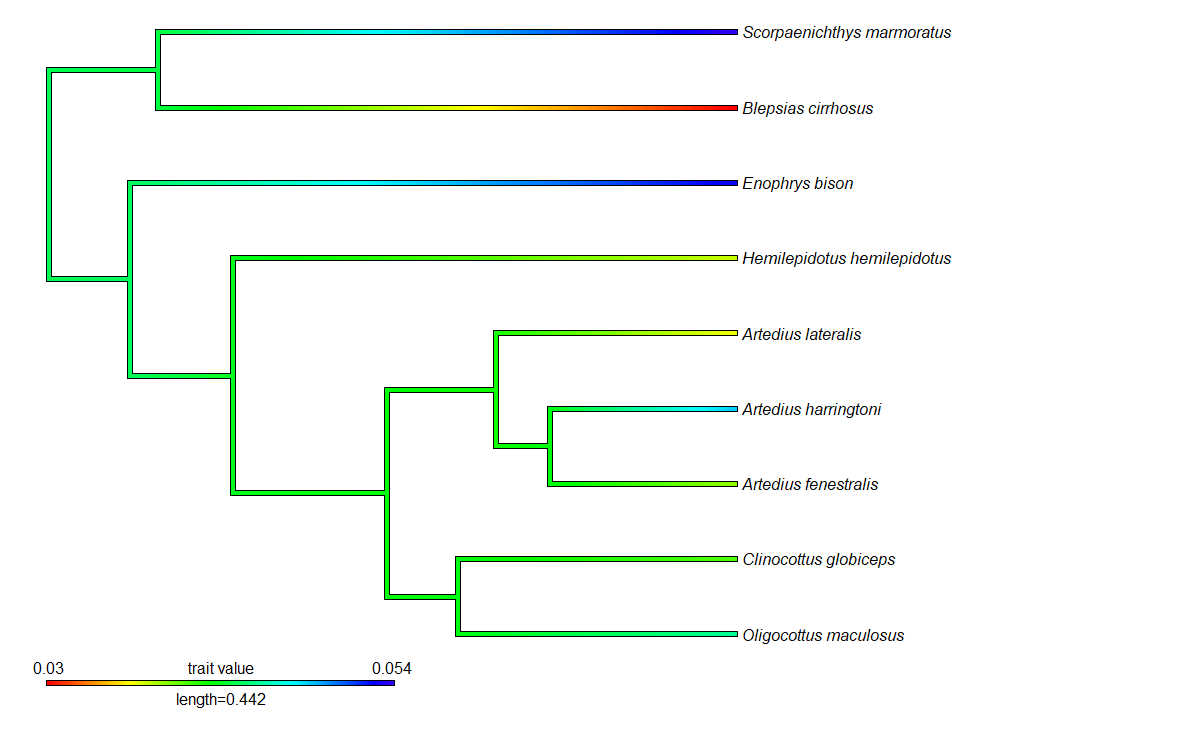 Scorpaenichthys marmoratus
Blepsias cirrhosus
Enophrys bison
Hemilepidotus hemilepidotus
Artedius lateralis
Artedius harringtoni
Artedius fenestralis
Clinocottus globiceps
Oligocottus maculosus
0.03 trait value 0.054
length=0.442